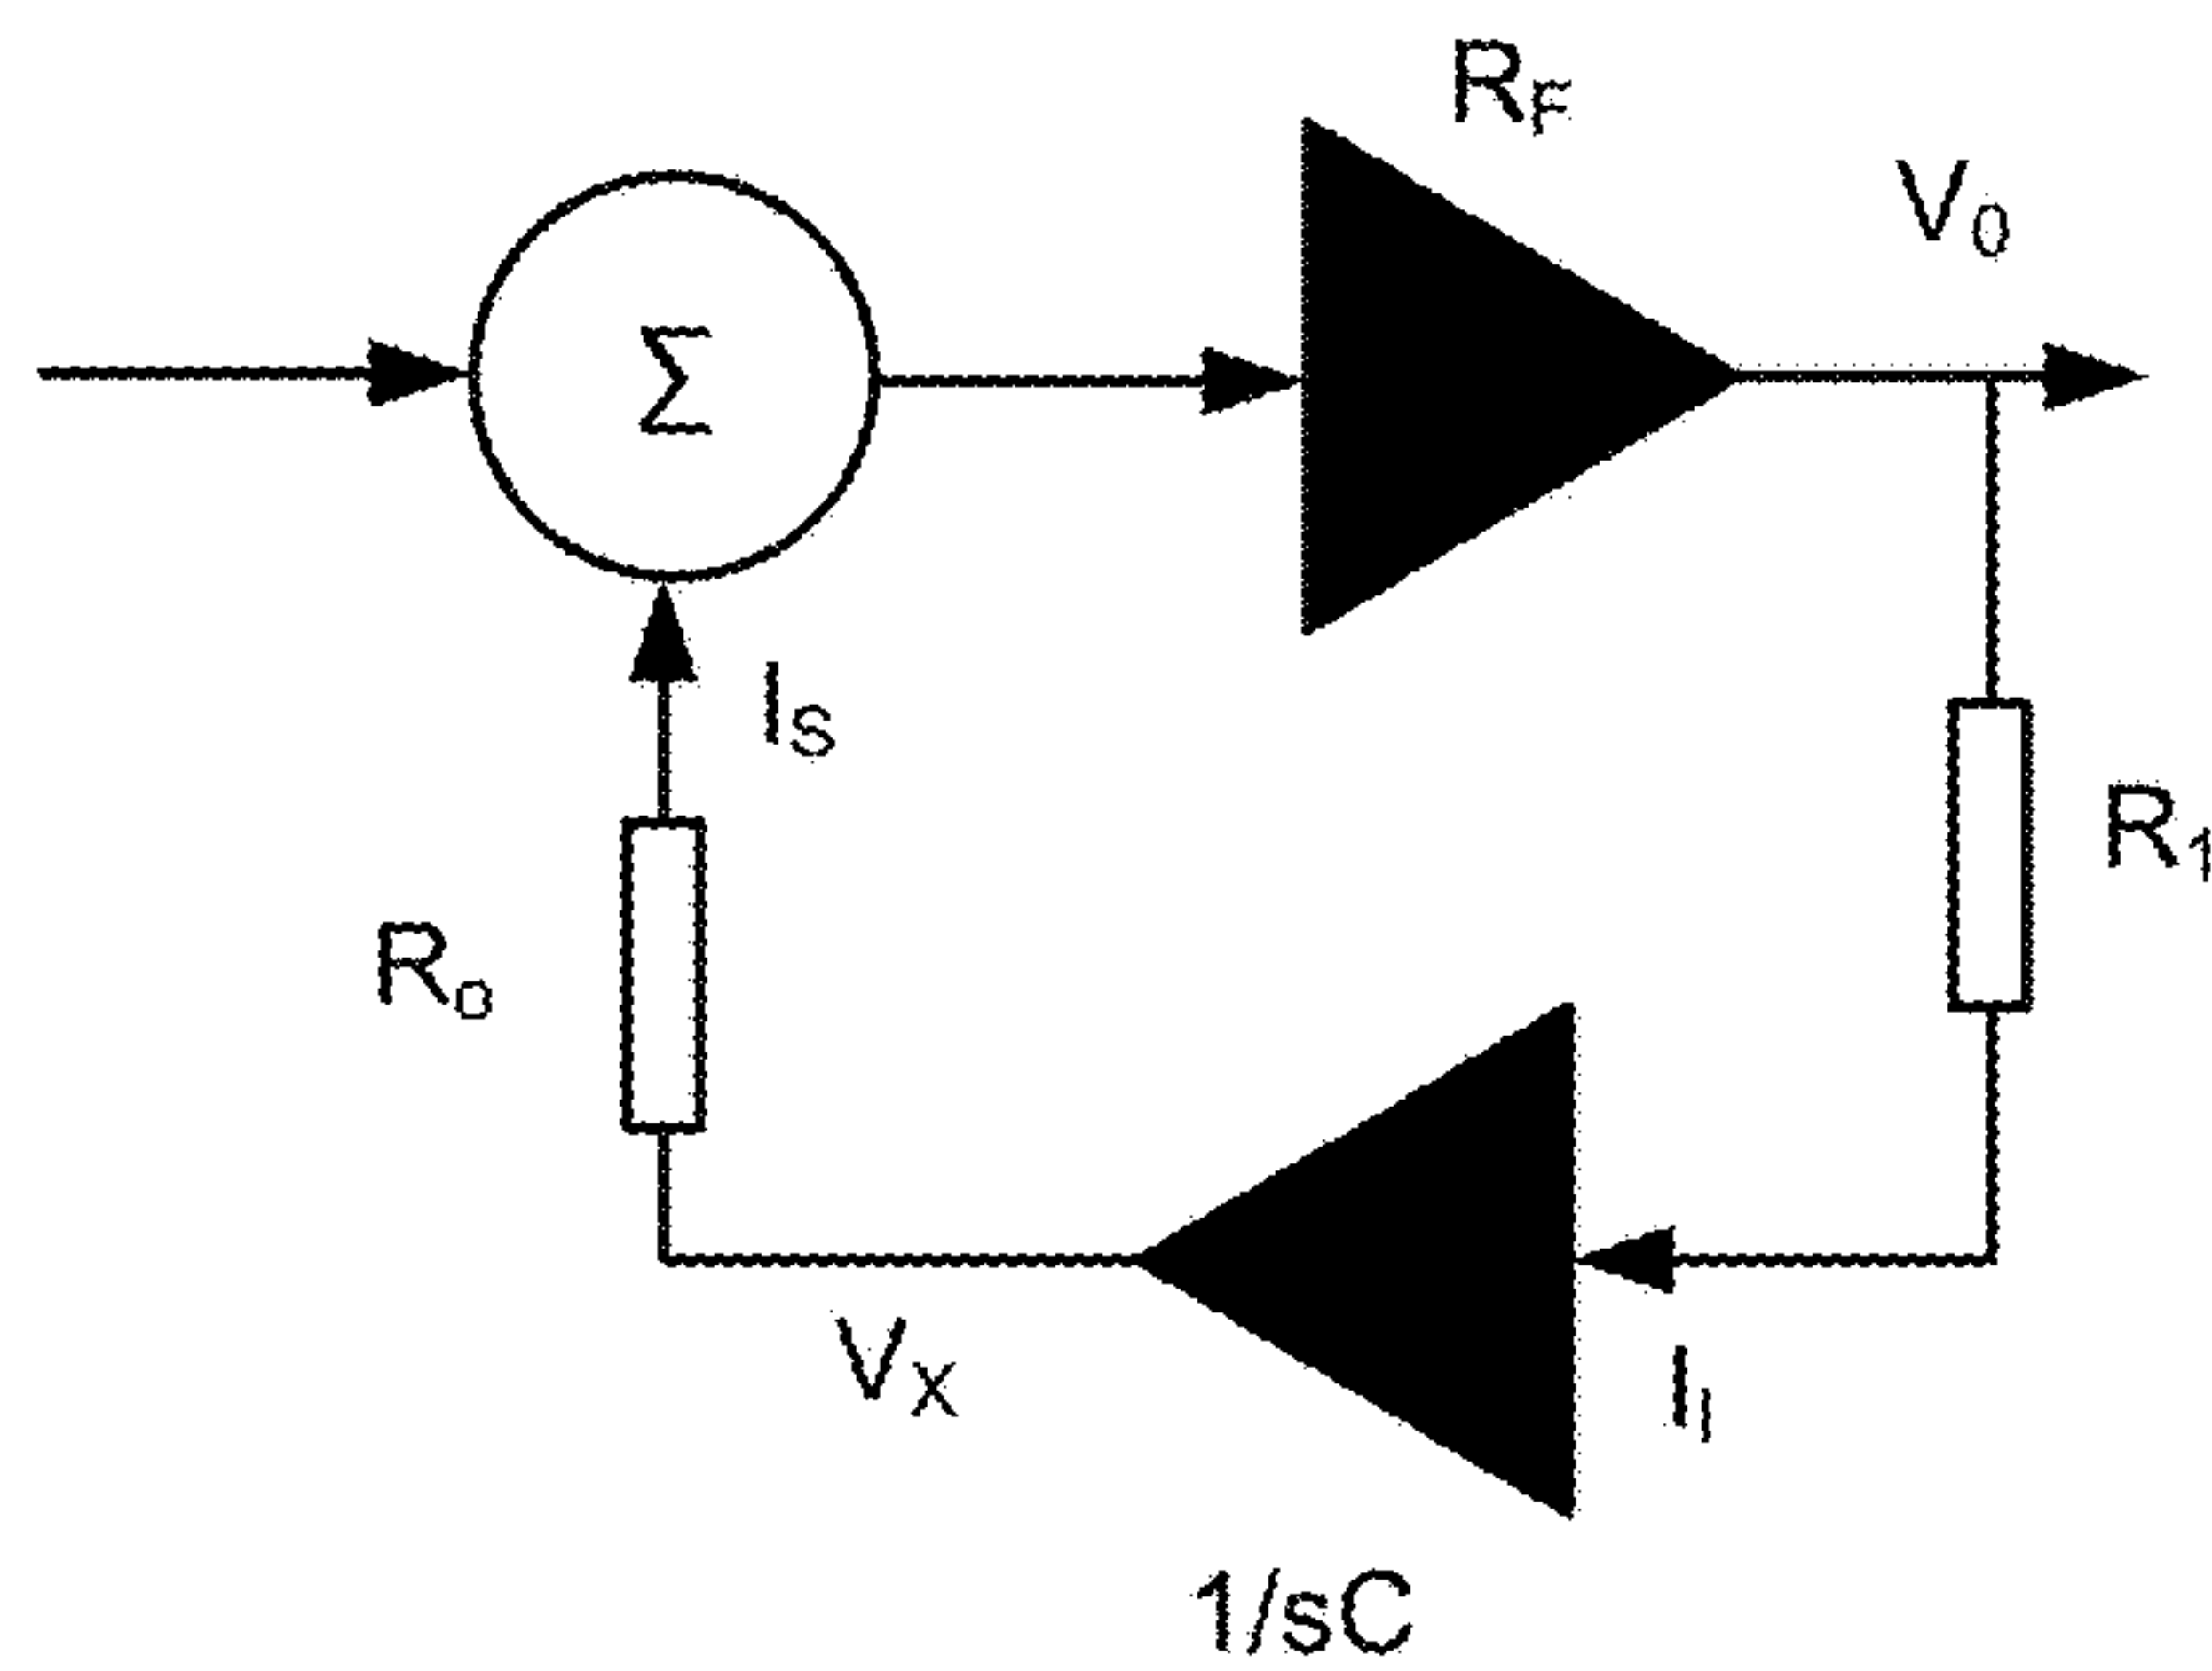 R_F
V_0
Σ
I_S
R_1
R_o
V_X
I_I
1/sC